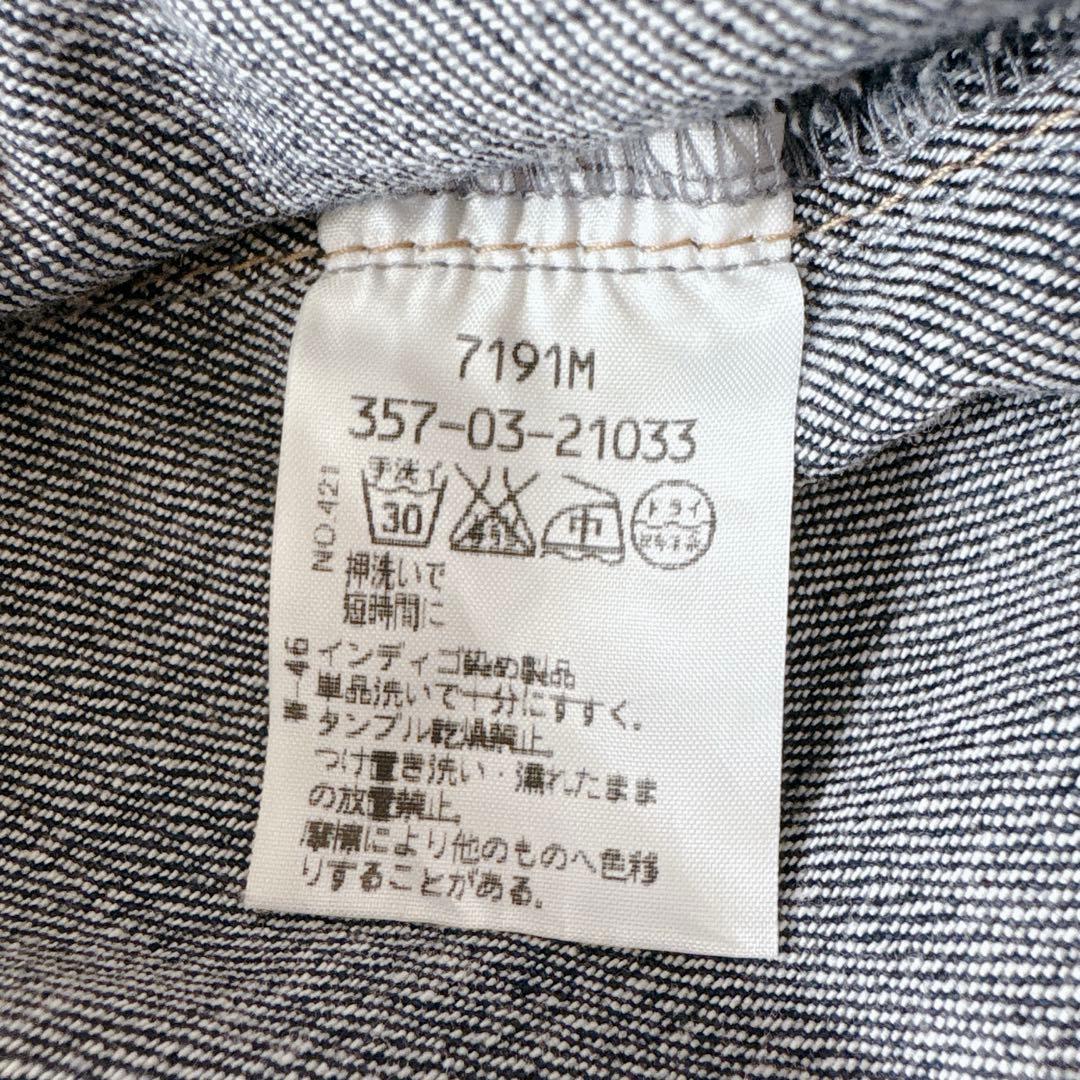 7191M
357-03-21033
NO.421
手洗イ
30
中
ドライ
押洗いで
短時間に
インディゴ染め製品
単品洗いで十分にすすぐ。
タンブル乾燥禁止。
つけ置き洗い・濡れたまま
の放置禁止。
摩擦により他のものへ色移
りすることがある。